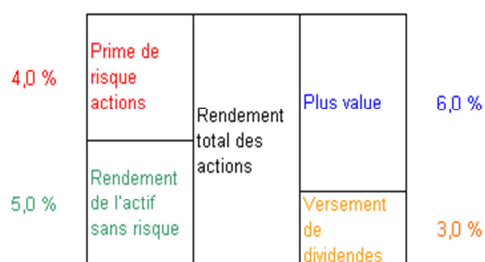 4,0 %
Prime de
risque
actions
5,0 %
Rendement
de l'actif
sans risque
Rendement
total des
actions
Plus value
6,0 %
Versement
de
dividendes
3,0 %